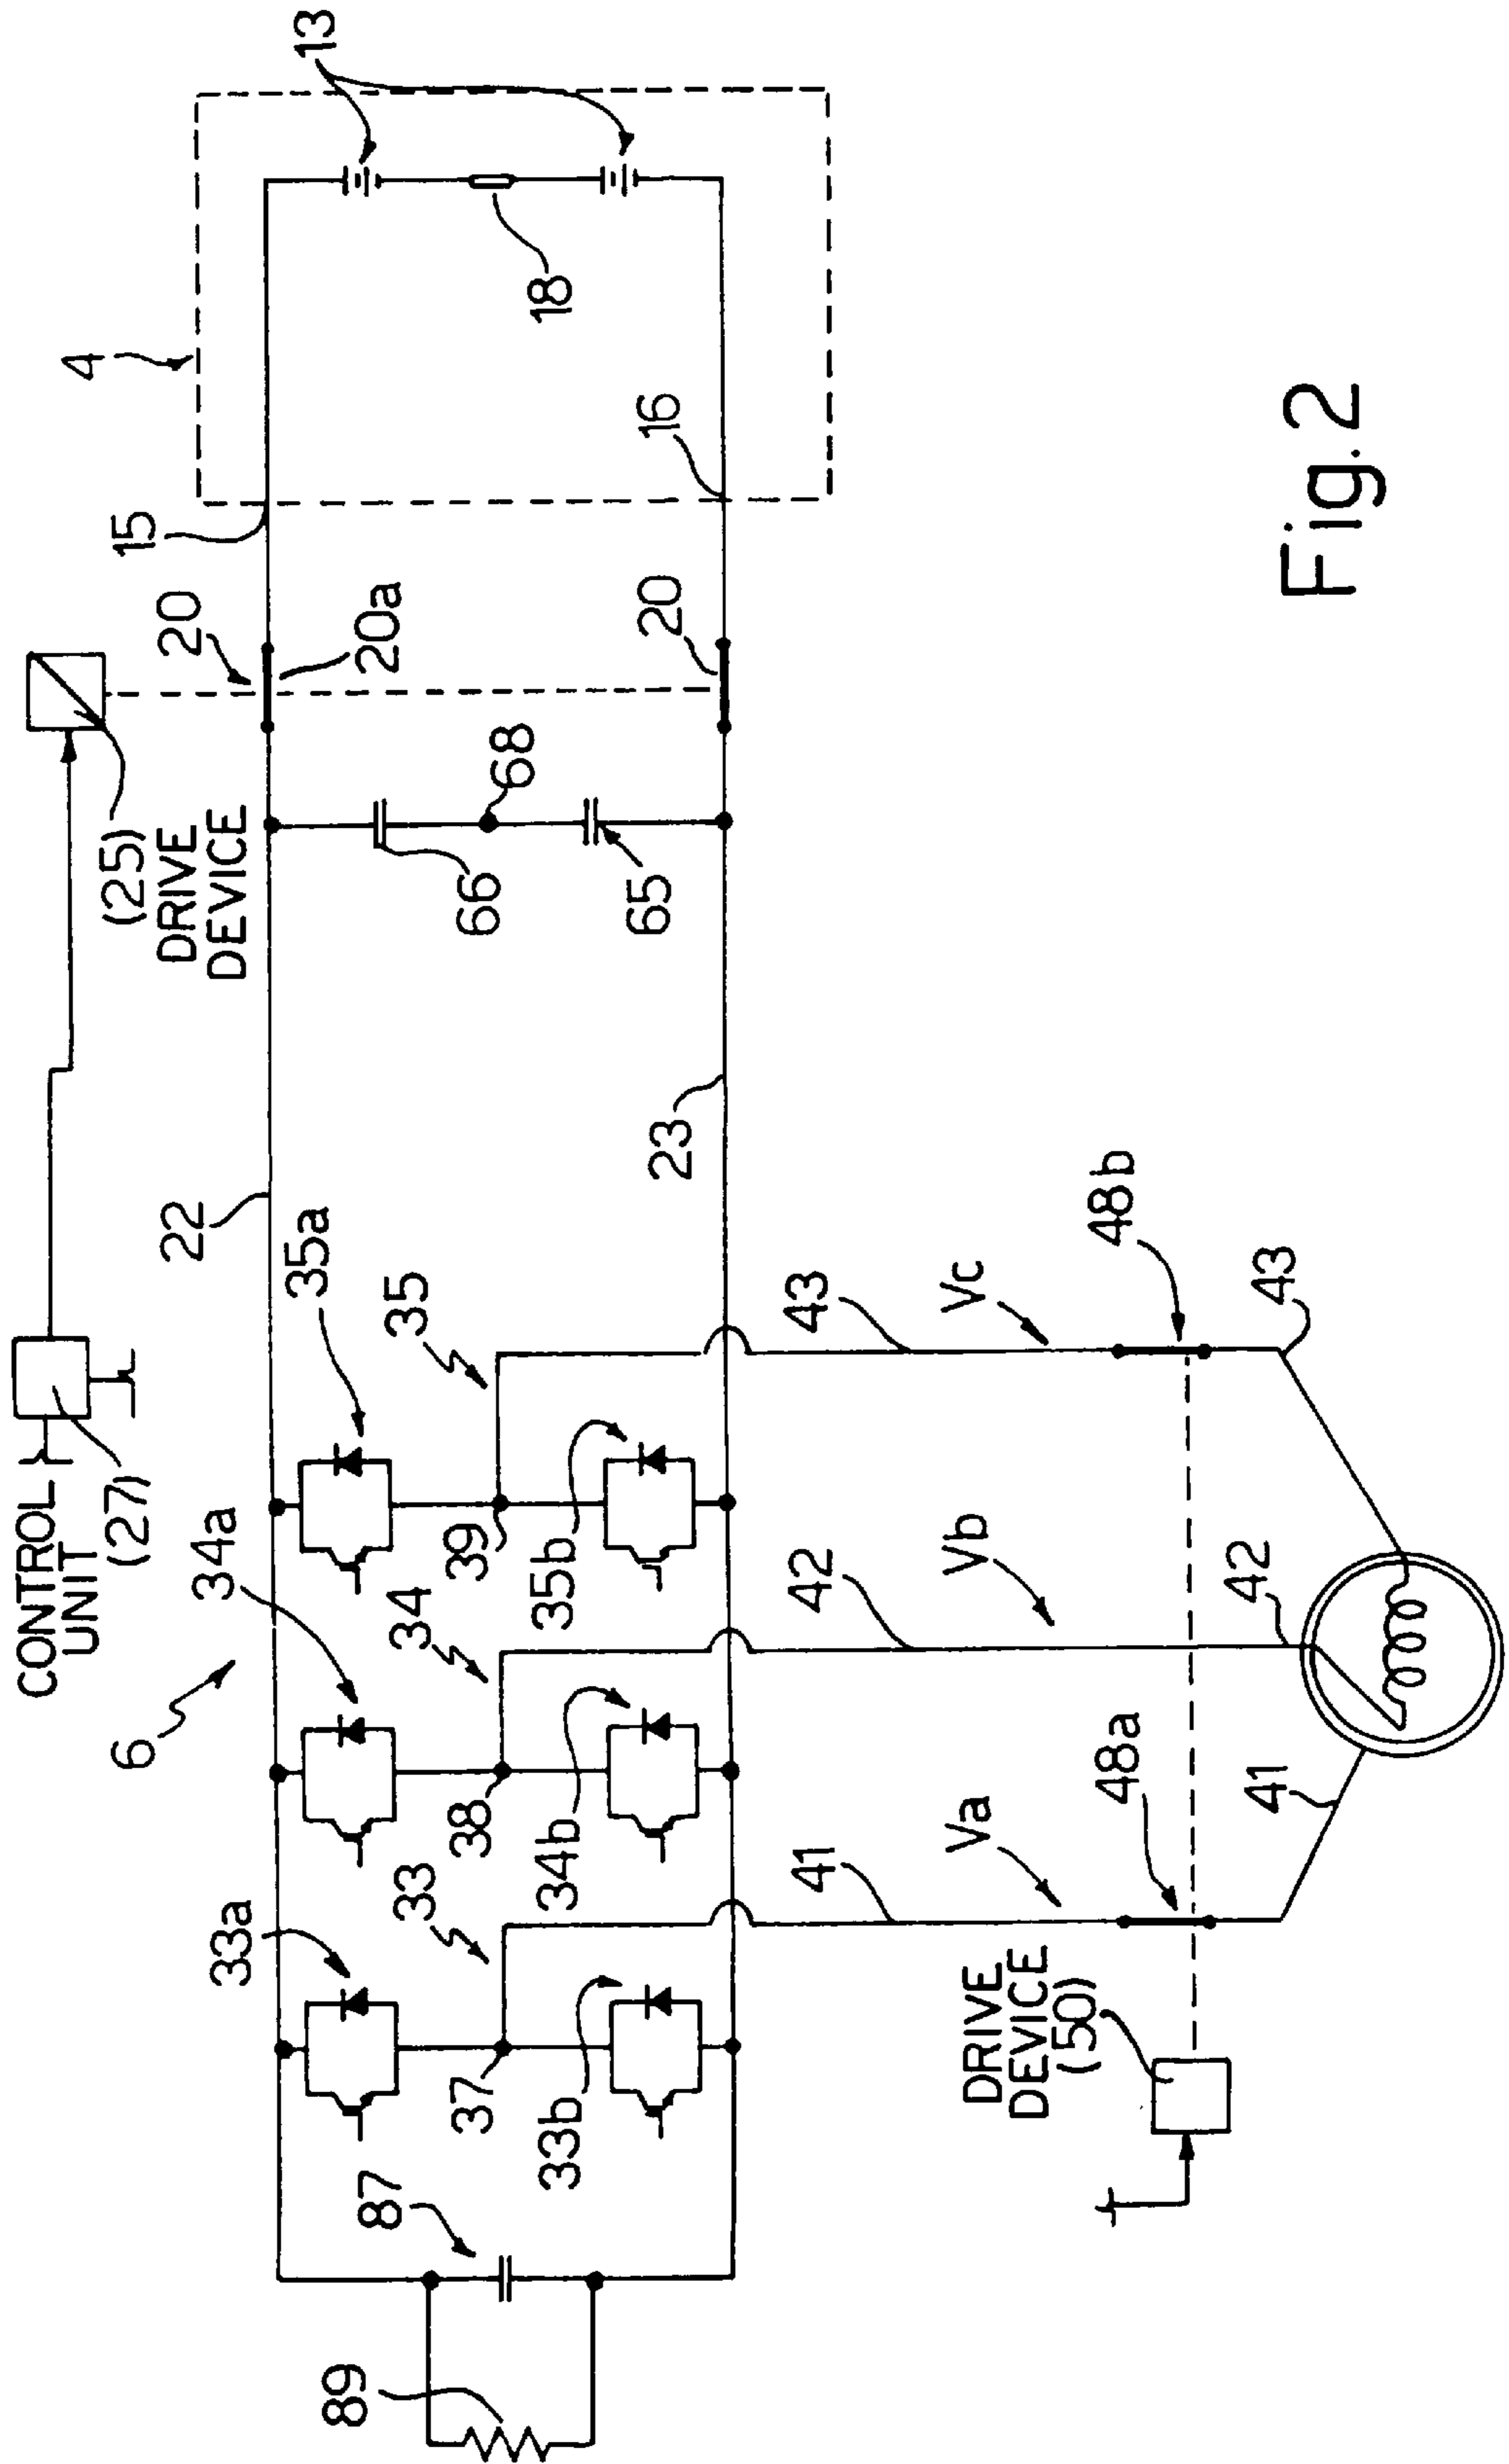 CONTROL
UNIT
(27)
(25)
DRIVE
DEVICE
4
13
15
20
20a
18
16
20
66
68
65
22
23
6
33a
34a
35a
33
34
35
37
38
39
33b
34b
35b
87
89
41
42
43
Va
Vb
Vc
48a
48b
41
42
43
DRIVE
DEVICE
(50)
Fig.2